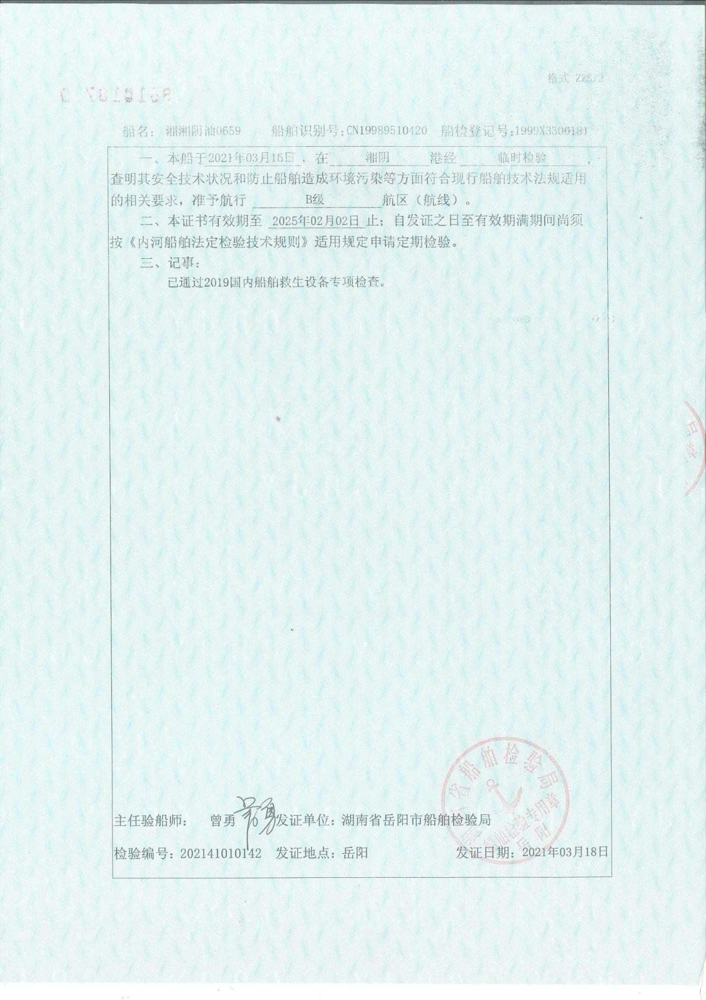 格式 ZZS/2
船名： 湘湘阴油0659 船舶识别号：CN19989510420 船检登记号：1999X3300181
一、本船于2021年03月16日，在 湘阴 港经 临时检验，
查明其安全技术状况和防止船舶造成环境污染等方面符合现行船舶技术法规适用
的相关要求，准予航行 B级 航区（航线）。
二、本证书有效期至 2025年02月02日 止；自发证之日至有效期满期间尚须
按《内河船舶法定检验技术规则》适用规定申请定期检验。
三、记事：
已通过2019国内船舶救生设备专项检查。
省船舶检验局
船舶检验专用章
岳阳
主任验船师： 曾勇 发证单位：湖南省岳阳市船舶检验局
检验编号：202141010142 发证地点：岳阳 发证日期：2021年03月18日